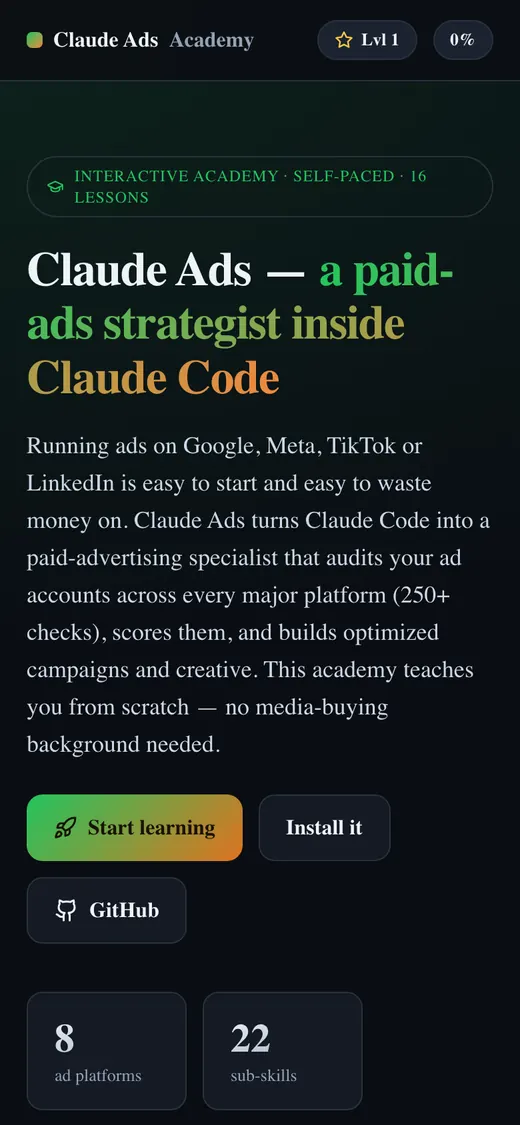 Claude Ads Academy
Lvl 1
0%
INTERACTIVE ACADEMY · SELF-PACED · 16
LESSONS
Claude Ads — a paid-
ads strategist inside
Claude Code
Running ads on Google, Meta, TikTok or
LinkedIn is easy to start and easy to waste
money on. Claude Ads turns Claude Code into a
paid-advertising specialist that audits your ad
accounts across every major platform (250+
checks), scores them, and builds optimized
campaigns and creative. This academy teaches
you from scratch — no media-buying
background needed.
Start learning
Install it
GitHub
8
ad platforms
22
sub-skills